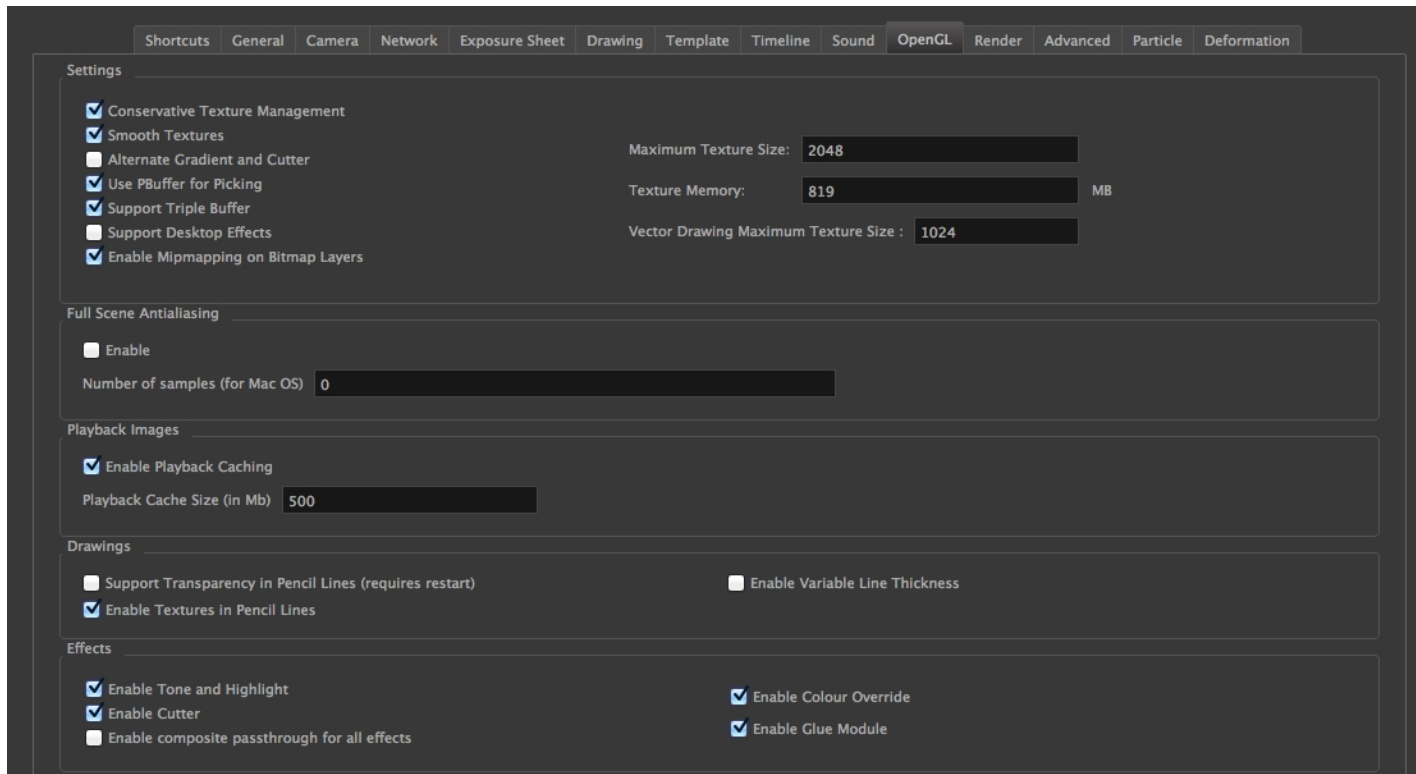 Shortcuts General Camera Network Exposure Sheet Drawing Template Timeline Sound OpenGL Render Advanced Particle Deformation
Settings
Conservative Texture Management
Smooth Textures
Alternate Gradient and Cutter
Use PBuffer for Picking
Support Triple Buffer
Support Desktop Effects
Enable Mipmapping on Bitmap Layers
Maximum Texture Size: 2048
Texture Memory: 819 MB
Vector Drawing Maximum Texture Size : 1024
Full Scene Antialiasing
Enable
Number of samples (for Mac OS) 0
Playback Images
Enable Playback Caching
Playback Cache Size (in Mb) 500
Drawings
Support Transparency in Pencil Lines (requires restart)
Enable Textures in Pencil Lines
Enable Variable Line Thickness
Effects
Enable Tone and Highlight
Enable Cutter
Enable composite passthrough for all effects
Enable Colour Override
Enable Glue Module